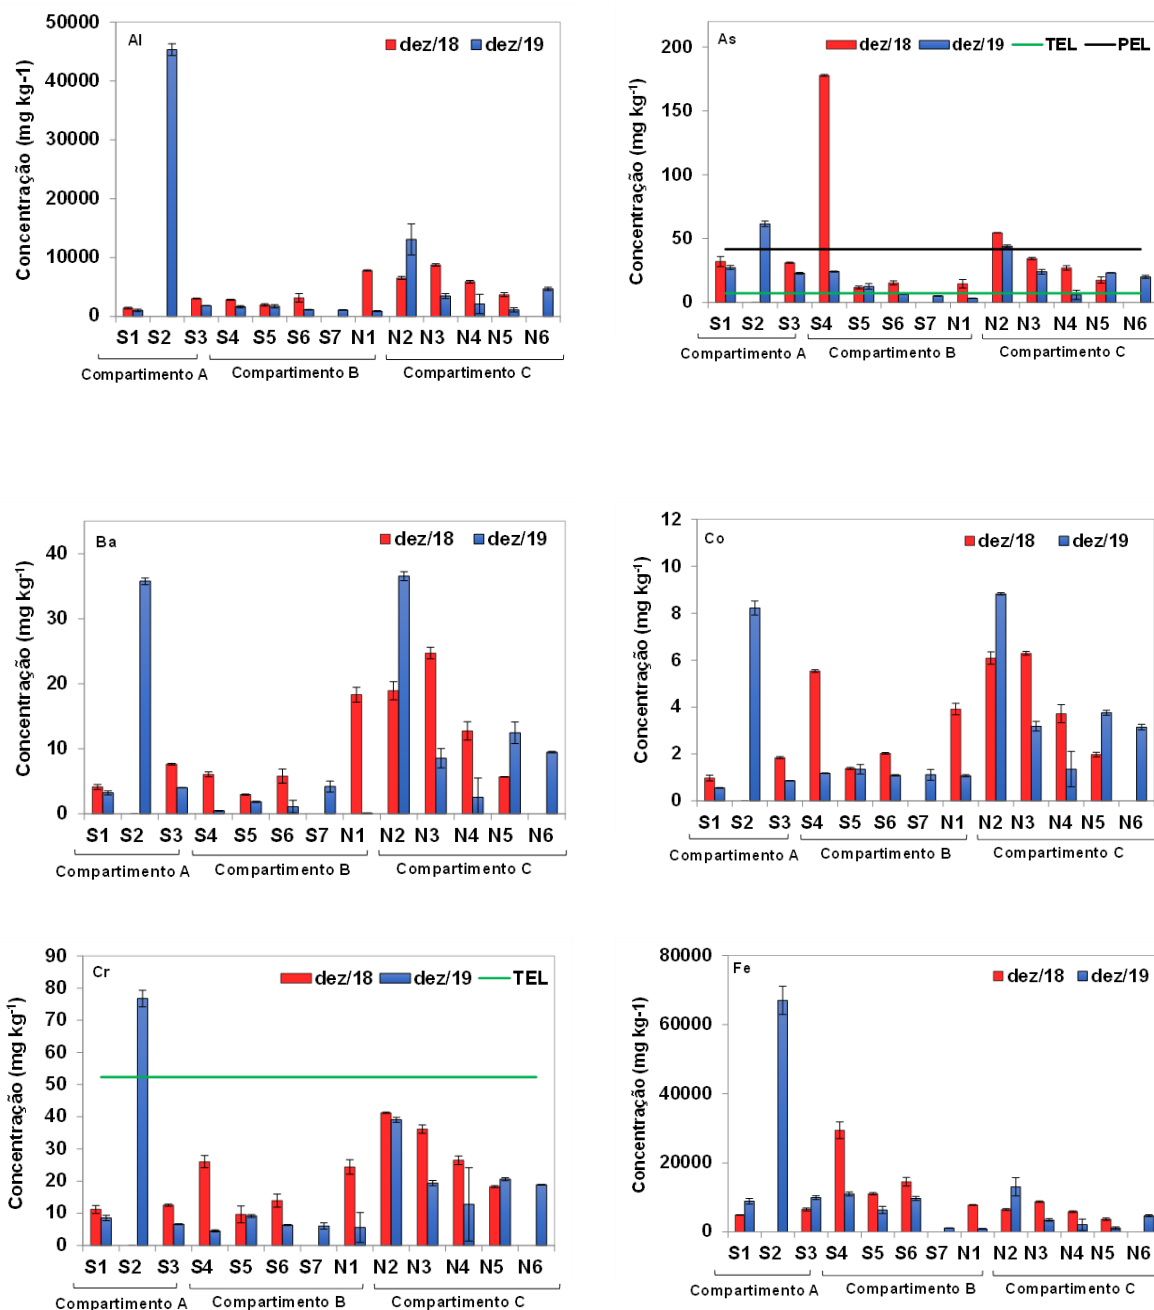 Al
dez/18 dez/19
Concentração (mg kg-1)
50000
40000
30000
20000
10000
0
S1 S2 S3 S4 S5 S6 S7 N1 N2 N3 N4 N5 N6
Compartimento A Compartimento B Compartimento C
As
dez/18 dez/19 TEL PEL
Concentração (mg kg-1)
200
150
100
50
0
S1 S2 S3 S4 S5 S6 S7 N1 N2 N3 N4 N5 N6
Compartimento A Compartimento B Compartimento C
Ba
dez/18 dez/19
Concentração (mg kg-1)
40
30
20
10
0
S1 S2 S3 S4 S5 S6 S7 N1 N2 N3 N4 N5 N6
Compartimento A Compartimento B Compartimento C
Co
dez/18 dez/19
Concentração (mg kg-1)
12
10
8
6
4
2
0
S1 S2 S3 S4 S5 S6 S7 N1 N2 N3 N4 N5 N6
Compartimento A Compartimento B Compartimento C
Cr
dez/18 dez/19 TEL
Concentração (mg kg-1)
90
80
70
60
50
40
30
20
10
0
S1 S2 S3 S4 S5 S6 S7 N1 N2 N3 N4 N5 N6
Compartimento A Compartimento B Compartimento C
Fe
dez/18 dez/19
Concentração (mg kg-1)
80000
60000
40000
20000
0
S1 S2 S3 S4 S5 S6 S7 N1 N2 N3 N4 N5 N6
Compartimento A Compartimento B Compartimento C